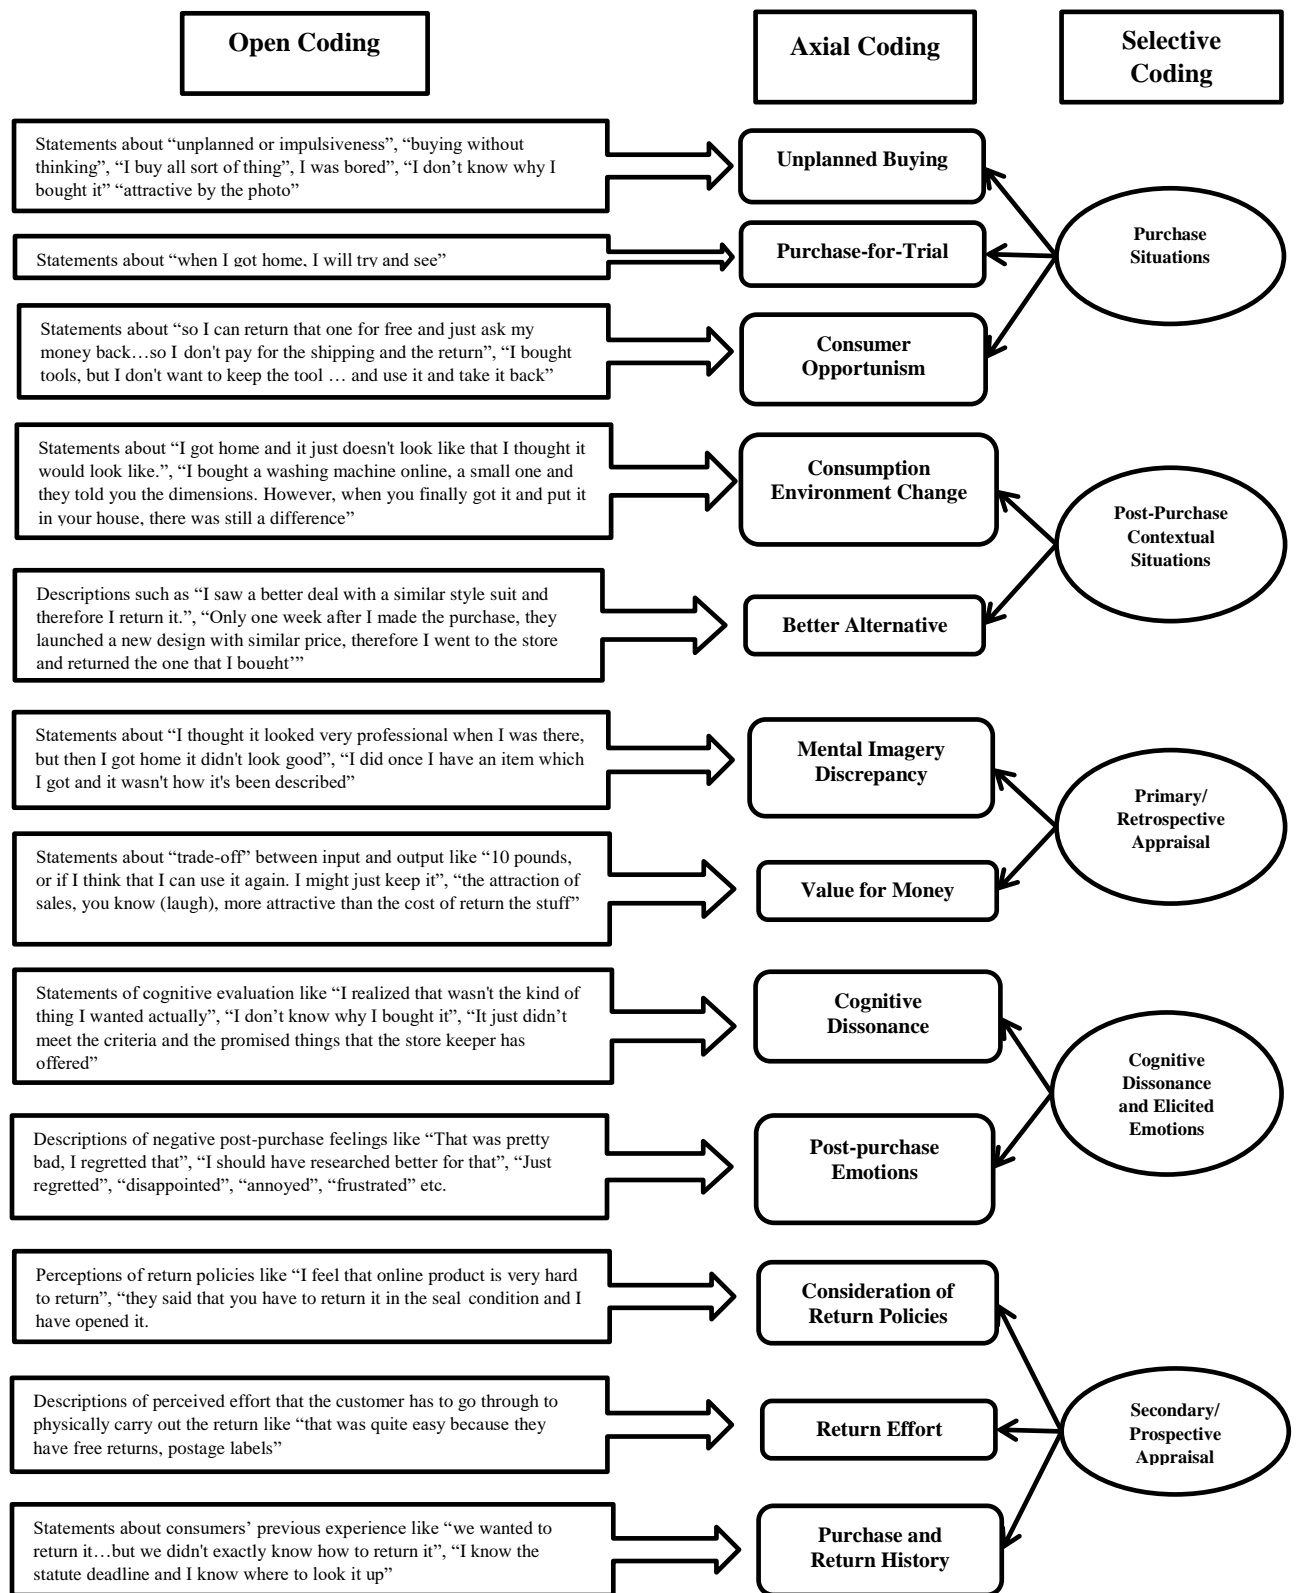 Open Coding
Axial Coding
Selective
Coding
Statements about “unplanned or impulsiveness”, “buying without
thinking”, “I buy all sort of thing”, I was bored”, “I don’t know why I
bought it” “attractive by the photo”
Unplanned Buying
Statements about “when I got home, I will try and see”
Purchase-for-Trial
Purchase
Situations
Statements about “so I can return that one for free and just ask my
money back…so I don't pay for the shipping and the return”, “I bought
tools, but I don't want to keep the tool … and use it and take it back”
Consumer
Opportunism
Statements about “I got home and it just doesn't look like that I thought it
would look like.”, “I bought a washing machine online, a small one and
they told you the dimensions. However, when you finally got it and put it
in your house, there was still a difference”
Consumption
Environment Change
Post-Purchase
Contextual
Situations
Descriptions such as “I saw a better deal with a similar style suit and
therefore I return it.”, “Only one week after I made the purchase, they
launched a new design with similar price, therefore I went to the store
and returned the one that I bought’”
Better Alternative
Statements about “I thought it looked very professional when I was there,
but then I got home it didn't look good”, “I did once I have an item which
I got and it wasn't how it's been described”
Mental Imagery
Discrepancy
Primary/
Retrospective
Appraisal
Statements about “trade-off” between input and output like “10 pounds,
or if I think that I can use it again. I might just keep it”, “the attraction of
sales, you know (laugh), more attractive than the cost of return the stuff”
Value for Money
Statements of cognitive evaluation like “I realized that wasn't the kind of
thing I wanted actually”, “I don’t know why I bought it”, “It just didn’t
meet the criteria and the promised things that the store keeper has
offered”
Cognitive
Dissonance
Cognitive
Dissonance
and Elicited
Emotions
Descriptions of negative post-purchase feelings like “That was pretty
bad, I regretted that”, “I should have researched better for that”, “Just
regretted”, “disappointed”, “annoyed”, “frustrated” etc.
Post-purchase
Emotions
Perceptions of return policies like “I feel that online product is very hard
to return”, “they said that you have to return it in the seal condition and I
have opened it.
Consideration of
Return Policies
Descriptions of perceived effort that the customer has to go through to
physically carry out the return like “that was quite easy because they
have free returns, postage labels”
Return Effort
Secondary/
Prospective
Appraisal
Statements about consumers’ previous experience like “we wanted to
return it…but we didn't exactly know how to return it”, “I know the
statute deadline and I know where to look it up”
Purchase and
Return History